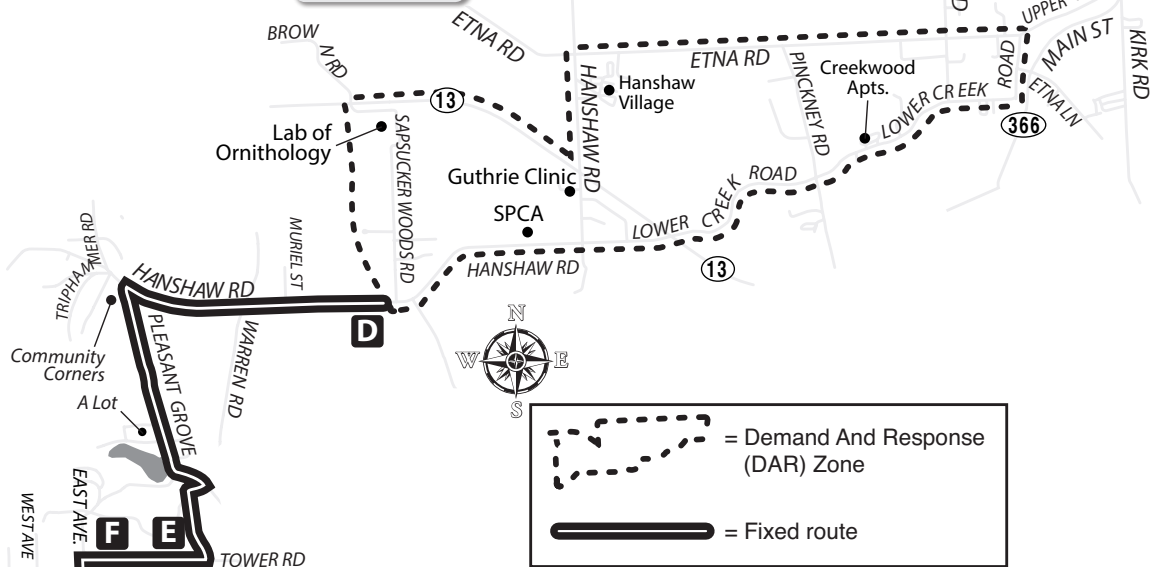 D
UPPER
ETNA RD
BROW
N RD
MAIN ST
KIRK RD
ROAD
ETNA RD
Creekwood
Apts.
HANSHAW RD
Hanshaw
Village
PINCKNEY RD
LOWER CREEK
ETNA LN
13
366
Lab of
Ornithology
SAPSUCKER WOODS RD
Guthrie Clinic
ROAD
SPCA
LOWER
CREEK
HANSHAW RD
13
TRIPHAMMER RD
MURIEL ST
HANSHAW RD
D
Community
Corners
PLEASANT GROVE
WARREN RD
N
W
E
S
A Lot
= Demand And Response
(DAR) Zone
= Fixed route
WEST AVE
EAST AVE.
F
E
TOWER RD